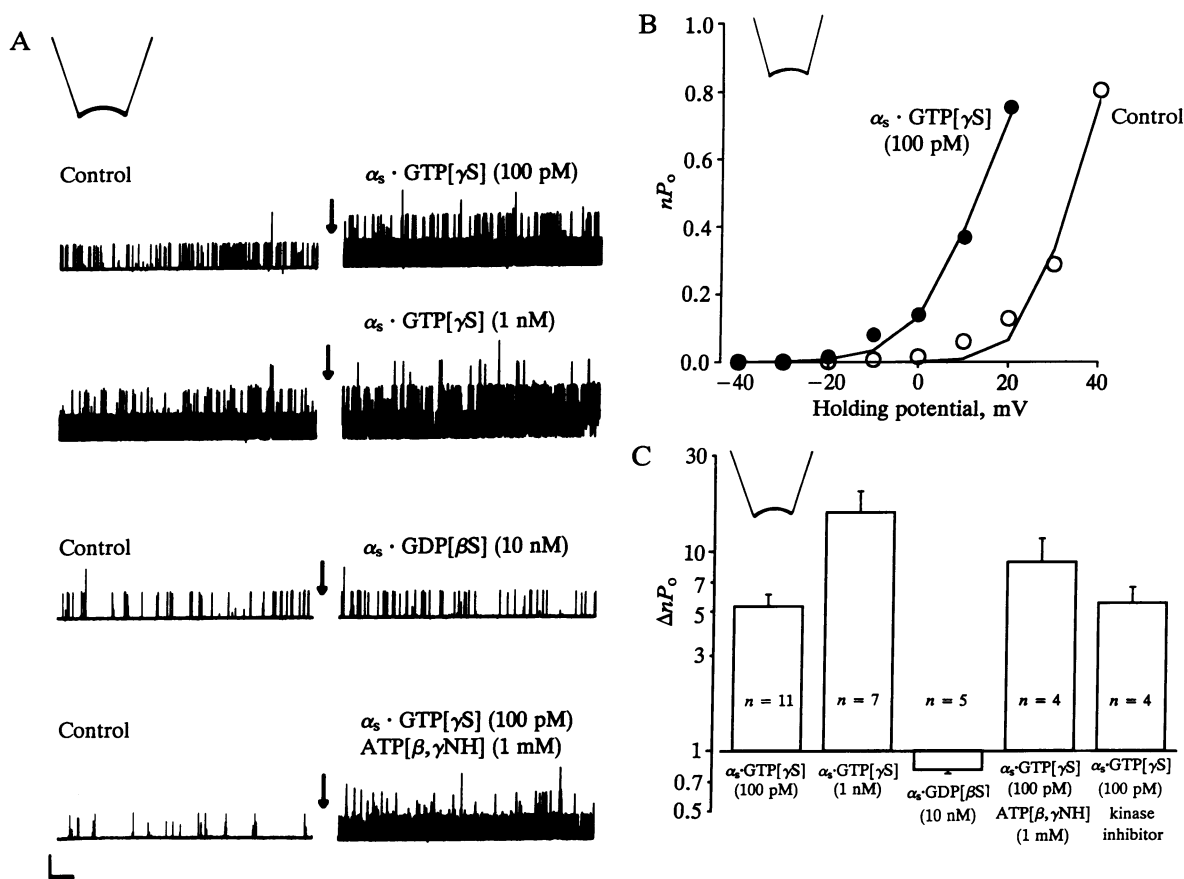 A
Control
αs · GTP[γS] (100 pM)
αs · GTP[γS] (1 nM)
Control
αs · GDP[βS] (10 nM)
Control
αs · GTP[γS] (100 pM)
ATP[β,γNH] (1 mM)
B
1.0
0.8
0.6
0.4
0.2
0.0
nPo
αs · GTP[γS]
(100 pM)
Control
−40
−20
0
20
40
Holding potential, mV
C
30
10
7
5
3
1
0.7
0.5
ΔnPo
n = 11
n = 7
n = 5
n = 4
n = 4
αs·GTP[γS]
(100 pM)
αs·GTP[γS]
(1 nM)
αs·GDP[βS]
(10 nM)
αs·GTP[γS]
(100 pM)
ATP[β,γNH]
(1 mM)
αs·GTP[γS]
(100 pM)
kinase
inhibitor